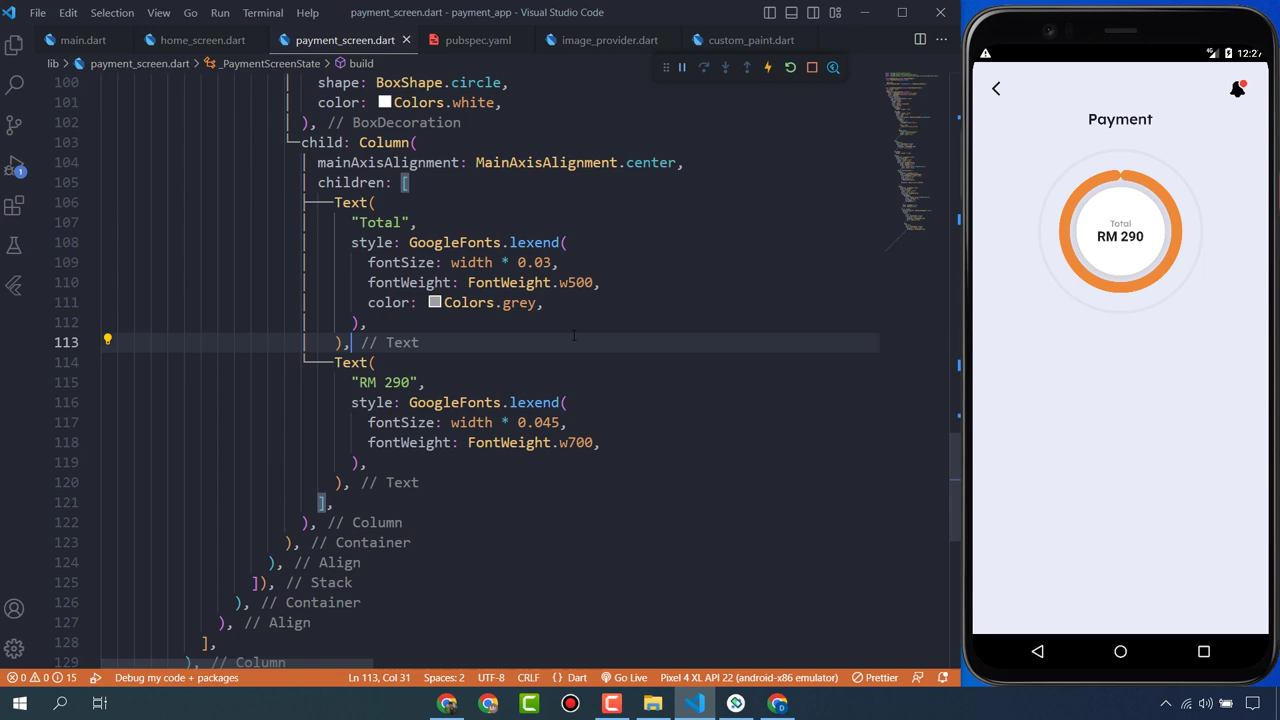 File Edit Selection View Go Run Terminal Help payment_screen.dart - payment_app - Visual Studio Code
main.dart home_screen.dart payment_screen.dart pubspec.yaml image_provider.dart custom_paint.dart
lib > payment_screen.dart > _PaymentScreenState > build
100 shape: BoxShape.circle,
101 color: Colors.white,
102 ), // BoxDecoration
103 child: Column(
104 mainAxisAlignment: MainAxisAlignment.center,
105 children: [
106 Text(
107 "Total",
108 style: GoogleFonts.lexend(
109 fontSize: width * 0.03,
110 fontWeight: FontWeight.w500,
111 color: Colors.grey,
112 ),
113 ), // Text
114 Text(
115 "RM 290",
116 style: GoogleFonts.lexend(
117 fontSize: width * 0.045,
118 fontWeight: FontWeight.w700,
119 ),
120 ), // Text
121 ],
122 ), // Column
123 ), // Container
124 ), // Align
125 ]), // Stack
126 ), // Container
127 ), // Align
128 ],
129 ), // Column
1
0 0 15 Debug my code + packages Ln 113, Col 31 Spaces: 2 UTF-8 CRLF {} Dart Go Live Pixel 4 XL API 22 (android-x86 emulator) Prettier
4G 12:27
Payment
Total
RM 290